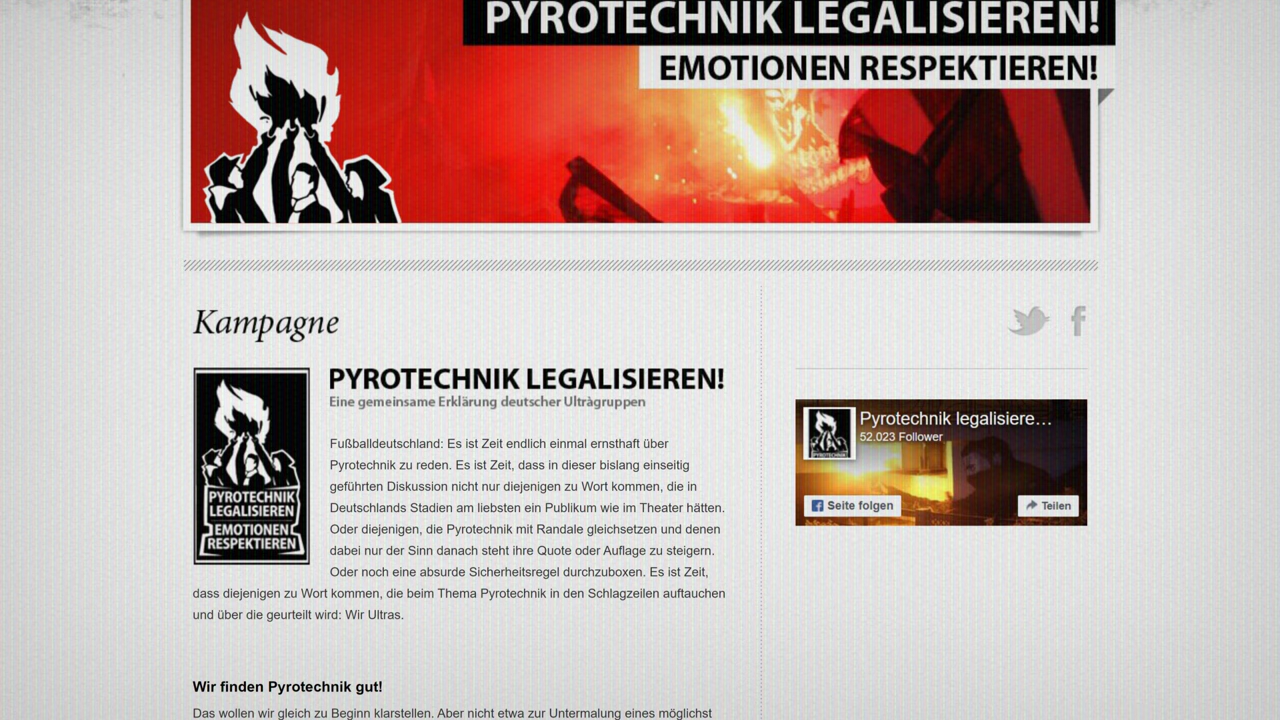 PYROTECHNIK LEGALISIEREN!
EMOTIONEN RESPEKTIEREN!
Kampagne
PYROTECHNIK LEGALISIEREN!
Eine gemeinsame Erklärung deutscher Ultràgruppen
PYROTECHNIK
LEGALISIEREN
EMOTIONEN
RESPEKTIEREN
Fußballdeutschland: Es ist Zeit endlich einmal ernsthaft über
Pyrotechnik zu reden. Es ist Zeit, dass in dieser bislang einseitig
geführten Diskussion nicht nur diejenigen zu Wort kommen, die in
Deutschlands Stadien am liebsten ein Publikum wie im Theater hätten.
Oder diejenigen, die Pyrotechnik mit Randale gleichsetzen und denen
dabei nur der Sinn danach steht ihre Quote oder Auflage zu steigern.
Oder noch eine absurde Sicherheitsregel durchzuboxen. Es ist Zeit,
dass diejenigen zu Wort kommen, die beim Thema Pyrotechnik in den Schlagzeilen auftauchen
und über die geurteilt wird: Wir Ultras.
Wir finden Pyrotechnik gut!
Das wollen wir gleich zu Beginn klarstellen. Aber nicht etwa zur Untermalung eines möglichst
Pyrotechnik legalisiere…
52.023 Follower
Seite folgen
Teilen